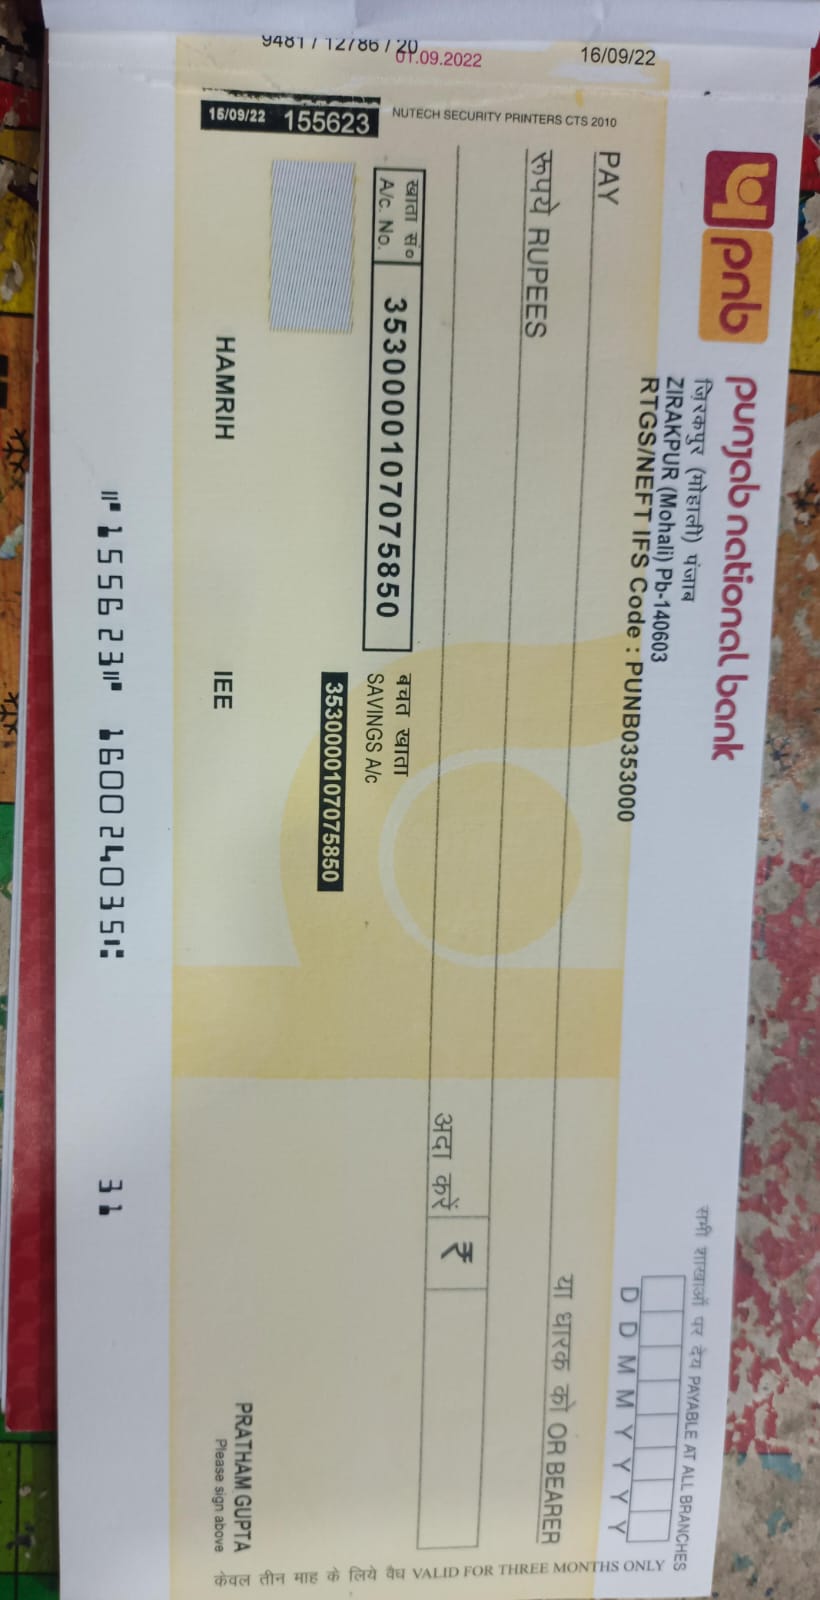 pnb punjab national bank
ज़िरकपुर (मोहाली) पंजाब
ZIRAKPUR (Mohali) Pb-140603
RTGS/NEFT IFS Code : PUNB0353000
सभी शाखाओं पर देय PAYABLE AT ALL BRANCHES
D D M M Y Y Y Y
16/09/22
PAY
या धारक को OR BEARER
रूपये RUPEES
अदा करें ₹
खाता सं०
A/c. No.
353000010707​5850
बचत खाता
SAVINGS A/c
3530000107075850
HAMRIH
IEE
PRATHAM GUPTA
Please sign above
केवल तीन माह के लिये वैध VALID FOR THREE MONTHS ONLY
9481 / 12786 / 20
01.09.2022
NUTECH SECURITY PRINTERS CTS 2010
15/09/22 155623
⑈155623⑈ 160024035⑆ 31